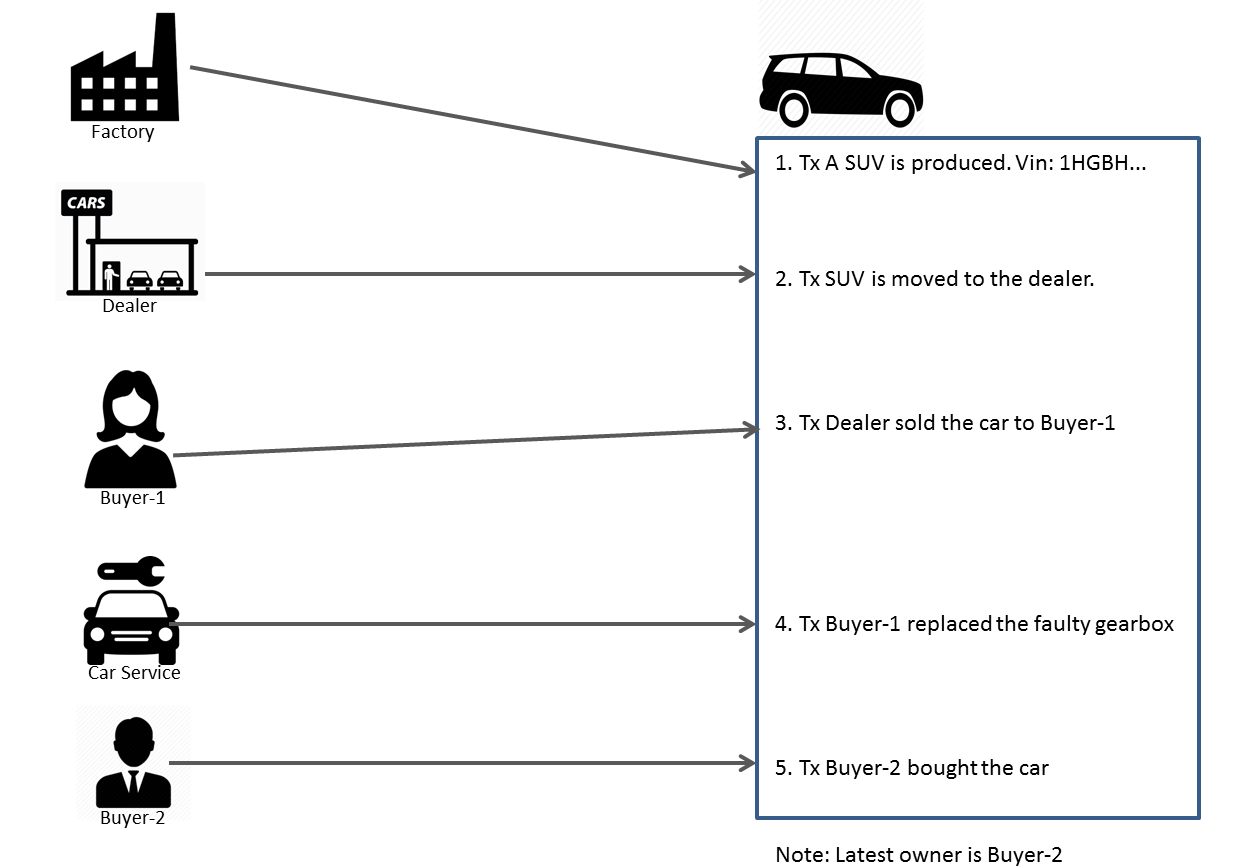 Factory
1. Tx A SUV is produced. Vin: 1HGBH...
CARS
Dealer
2. Tx SUV is moved to the dealer.
Buyer-1
3. Tx Dealer sold the car to Buyer-1
Car Service
4. Tx Buyer-1 replaced the faulty gearbox
Buyer-2
5. Tx Buyer-2 bought the car
Note: Latest owner is Buyer-2